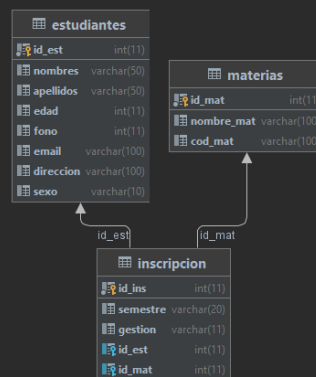 estudiantes
id_est int(11)
nombres varchar(50)
apellidos varchar(50)
edad int(11)
fono int(11)
email varchar(100)
direccion varchar(100)
sexo varchar(10)
materias
id_mat int(11
nombre_mat varchar(100
cod_mat varchar(100
id_est
id_mat
inscripcion
id_ins int(11)
semestre varchar(20)
gestion varchar(11)
id_est int(11)
id_mat int(11)